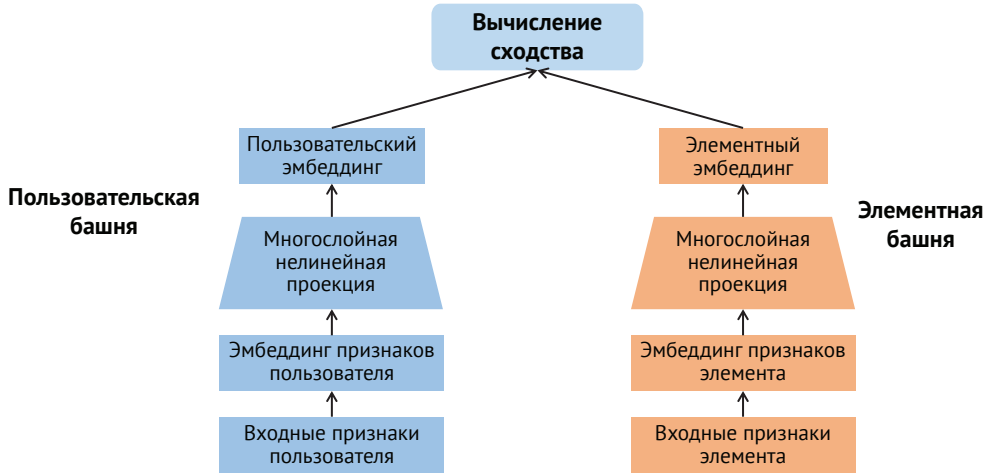 Вычисление
сходства
Пользовательский
эмбеддинг
Элементный
эмбеддинг
Пользовательская
башня
Элементная
башня
Многослойная
нелинейная
проекция
Многослойная
нелинейная
проекция
Эмбеддинг признаков
пользователя
Эмбеддинг признаков
элемента
Входные признаки
пользователя
Входные признаки
элемента